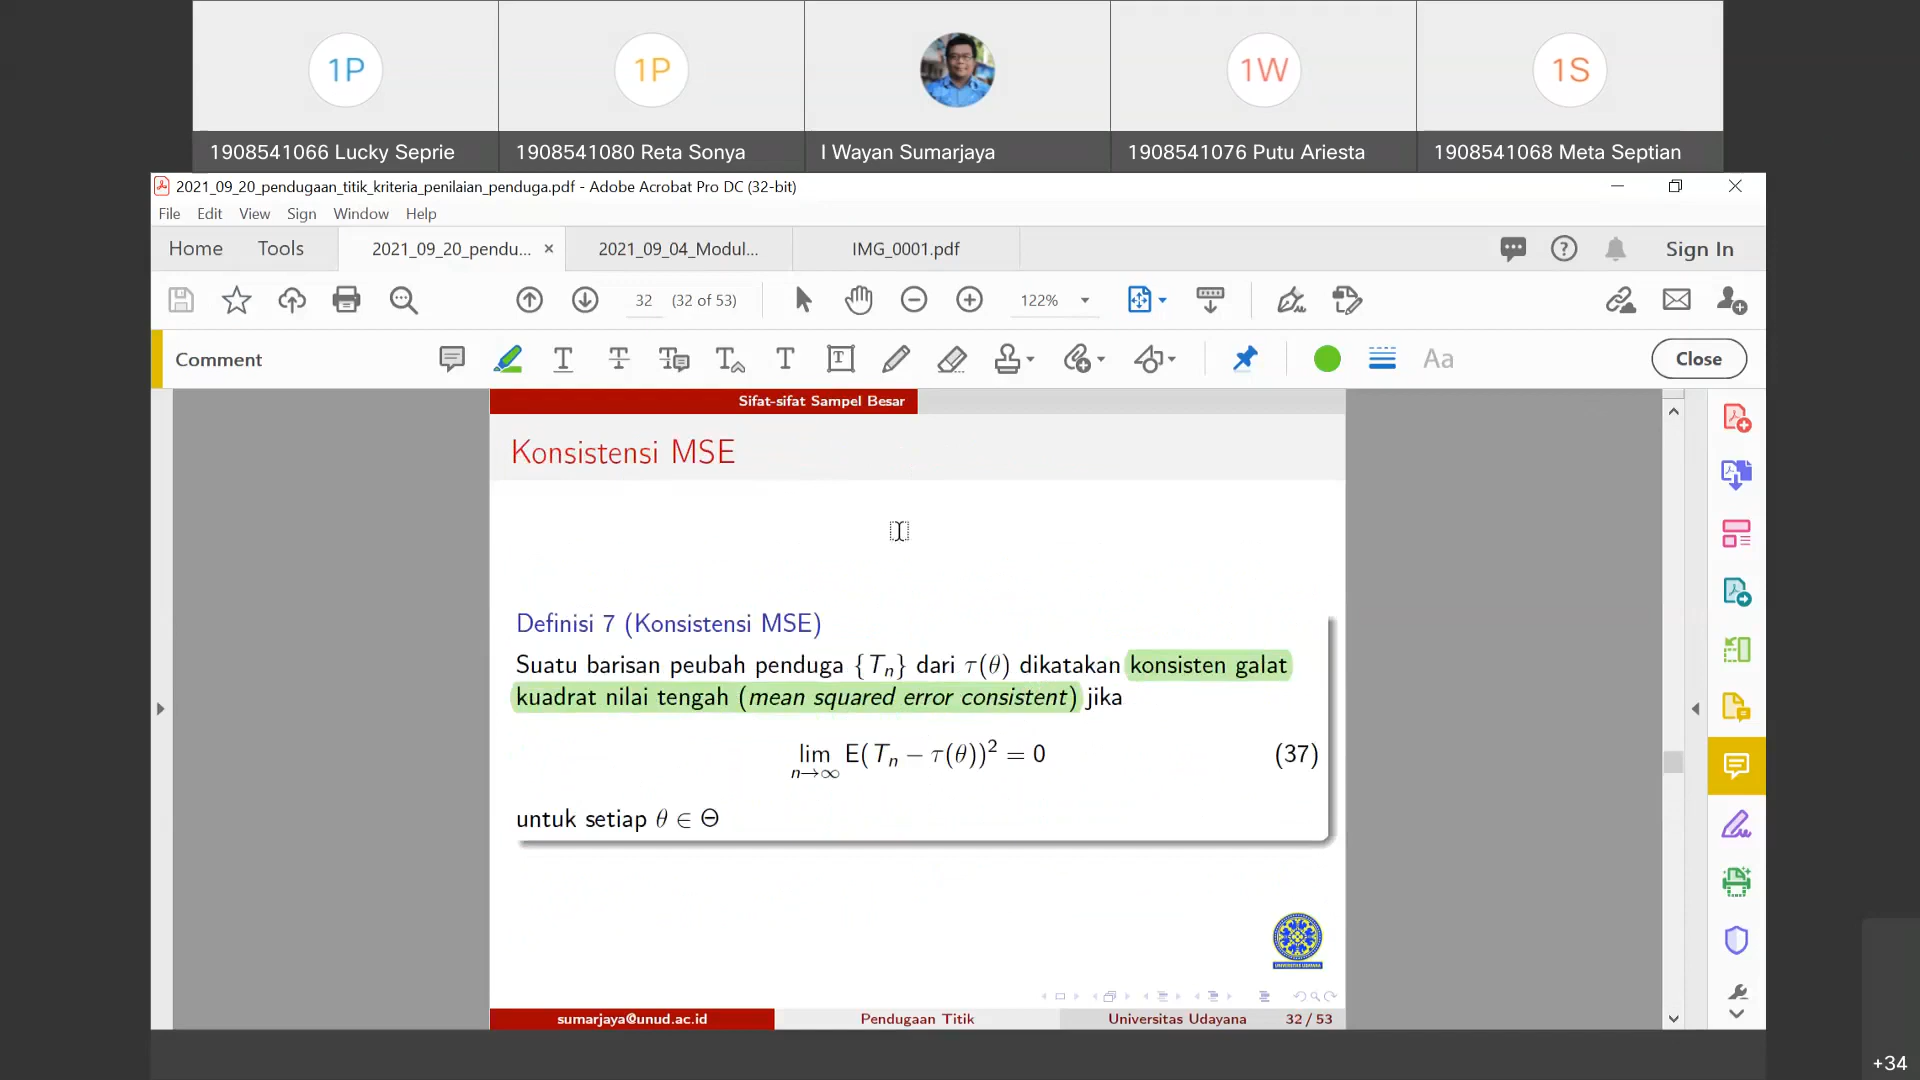 1P
1P
1W
1S
1908541066 Lucky Seprie
1908541080 Reta Sonya
I Wayan Sumarjaya
1908541076 Putu Ariesta
1908541068 Meta Septian
2021_09_20_pendugaan_titik_kriteria_penilaian_penduga.pdf - Adobe Acrobat Pro DC (32-bit)
File Edit View Sign Window Help
Home Tools 2021_09_20_pendu... × 2021_09_04_Modul... IMG_0001.pdf Sign In
32 (32 of 53) 122%
Comment Aa Close
Sifat-sifat Sampel Besar
Konsistensi MSE
Definisi 7 (Konsistensi MSE)
Suatu barisan peubah penduga {Tₙ} dari τ(θ) dikatakan konsisten galat
kuadrat nilai tengah (mean squared error consistent) jika
lim n→∞ E(Tₙ − τ(θ))² = 0 (37)
untuk setiap θ ∈ Θ
UNIVERSITAS UDAYANA
sumarjaya@unud.ac.id Pendugaan Titik Universitas Udayana 32 / 53
+34